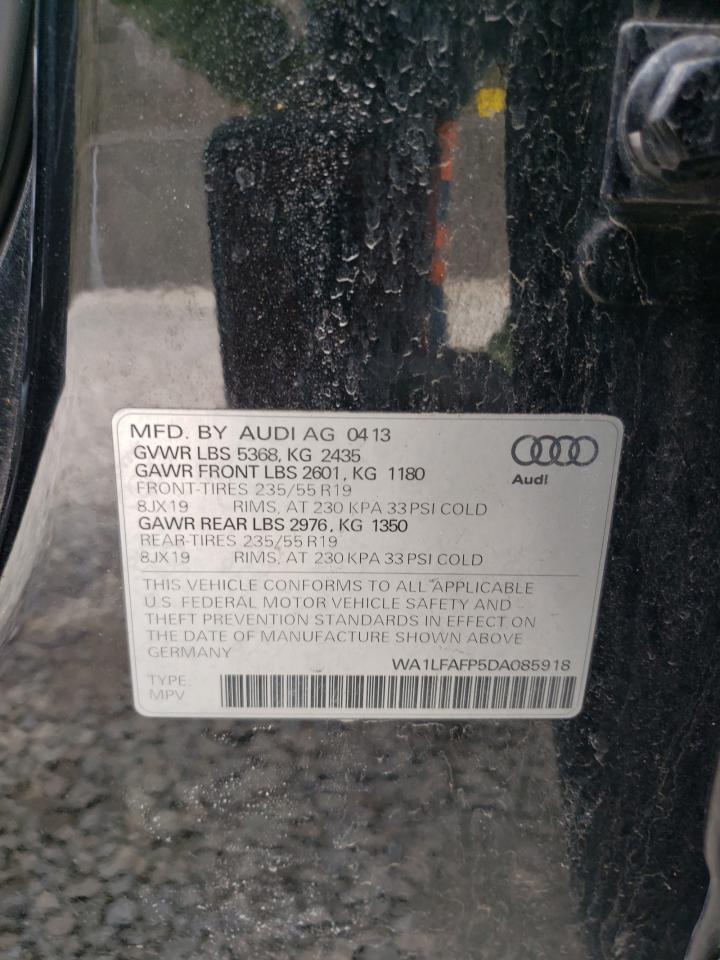 MFD. BY AUDI AG 0413
GVWR LBS 5368, KG 2435
GAWR FRONT LBS 2601, KG 1180
FRONT-TIRES 235/55 R19
8JX19 RIMS, AT 230 KPA 33 PSI COLD
GAWR REAR LBS 2976, KG 1350
REAR-TIRES 235/55 R19
8JX19 RIMS, AT 230 KPA 33 PSI COLD
Audi
THIS VEHICLE CONFORMS TO ALL APPLICABLE
U.S. FEDERAL MOTOR VEHICLE SAFETY AND
THEFT PREVENTION STANDARDS IN EFFECT ON
THE DATE OF MANUFACTURE SHOWN ABOVE
GERMANY
WA1LFAFP5DA085918
TYPE:
MPV